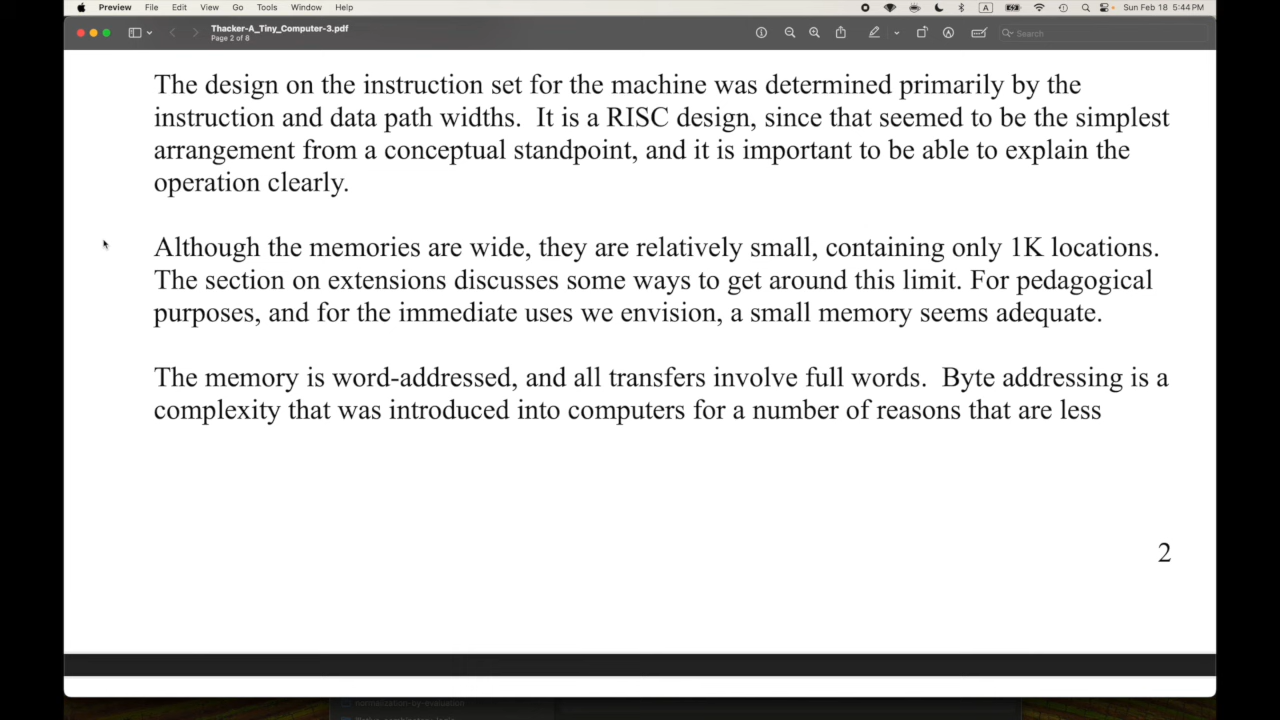 Preview File Edit View Go Tools Window Help
A
Sun Feb 18 5:44 PM
Thacker-A_Tiny_Computer-3.pdf
Page 2 of 8
Search
The design on the instruction set for the machine was determined primarily by the
instruction and data path widths.  It is a RISC design, since that seemed to be the simplest
arrangement from a conceptual standpoint, and it is important to be able to explain the
operation clearly.
Although the memories are wide, they are relatively small, containing only 1K locations.
The section on extensions discusses some ways to get around this limit. For pedagogical
purposes, and for the immediate uses we envision, a small memory seems adequate.
The memory is word-addressed, and all transfers involve full words.  Byte addressing is a
complexity that was introduced into computers for a number of reasons that are less
2
normalization-by-evaluation